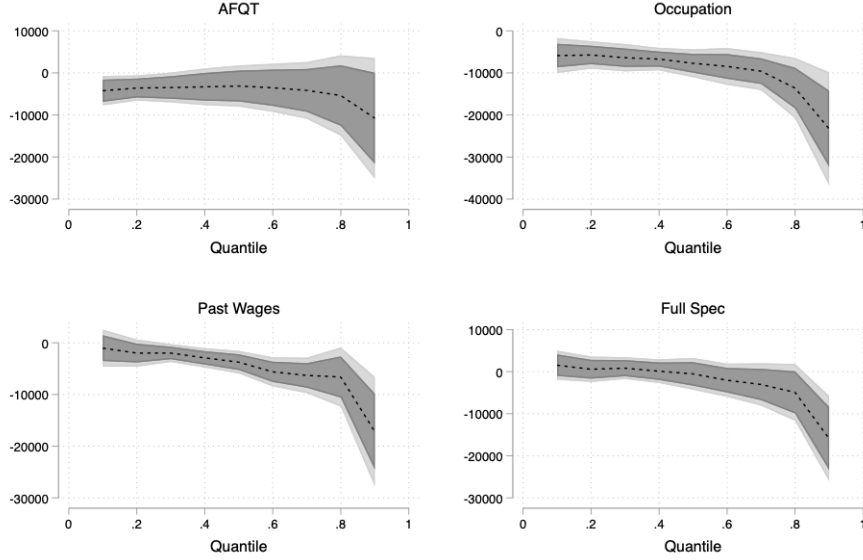 AFQT
10000
0
-10000
-20000
-30000
0 .2 .4 .6 .8 1
Quantile
Occupation
0
-10000
-20000
-30000
-40000
0 .2 .4 .6 .8 1
Quantile
Past Wages
0
-10000
-20000
-30000
0 .2 .4 .6 .8 1
Quantile
Full Spec
10000
0
-10000
-20000
-30000
0 .2 .4 .6 .8 1
Quantile